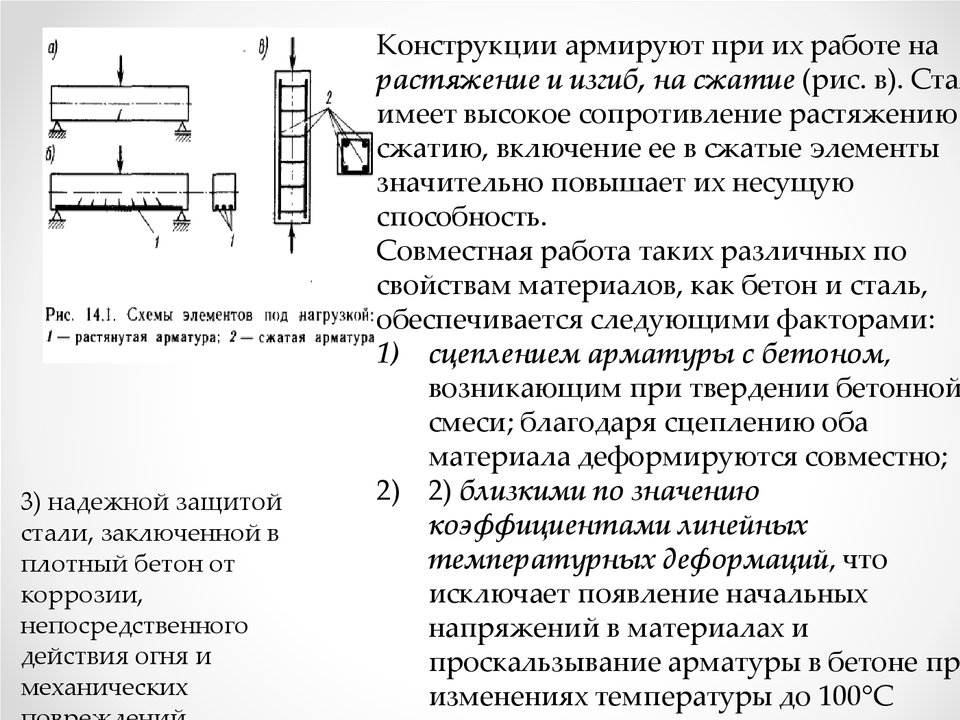 а)
в)
2
б)
1
1
Рис. 14.1. Схемы элементов под нагрузкой:
1 — растянутая арматура; 2 — сжатая арматура
Конструкции армируют при их работе на
растяжение и изгиб, на сжатие (рис. в). Ста
имеет высокое сопротивление растяжению
сжатию, включение ее в сжатые элементы
значительно повышает их несущую
способность.
Совместная работа таких различных по
свойствам материалов, как бетон и сталь,
обеспечивается следующими факторами:
1) сцеплением арматуры с бетоном,
возникающим при твердении бетонной
смеси; благодаря сцеплению оба
материала деформируются совместно;
2) 2) близкими по значению
коэффициентами линейных
температурных деформаций, что
исключает появление начальных
напряжений в материалах и
проскальзывание арматуры в бетоне пр
изменениях температуры до 100°С
3) надежной защитой
стали, заключенной в
плотный бетон от
коррозии,
непосредственного
действия огня и
механических
повреждений